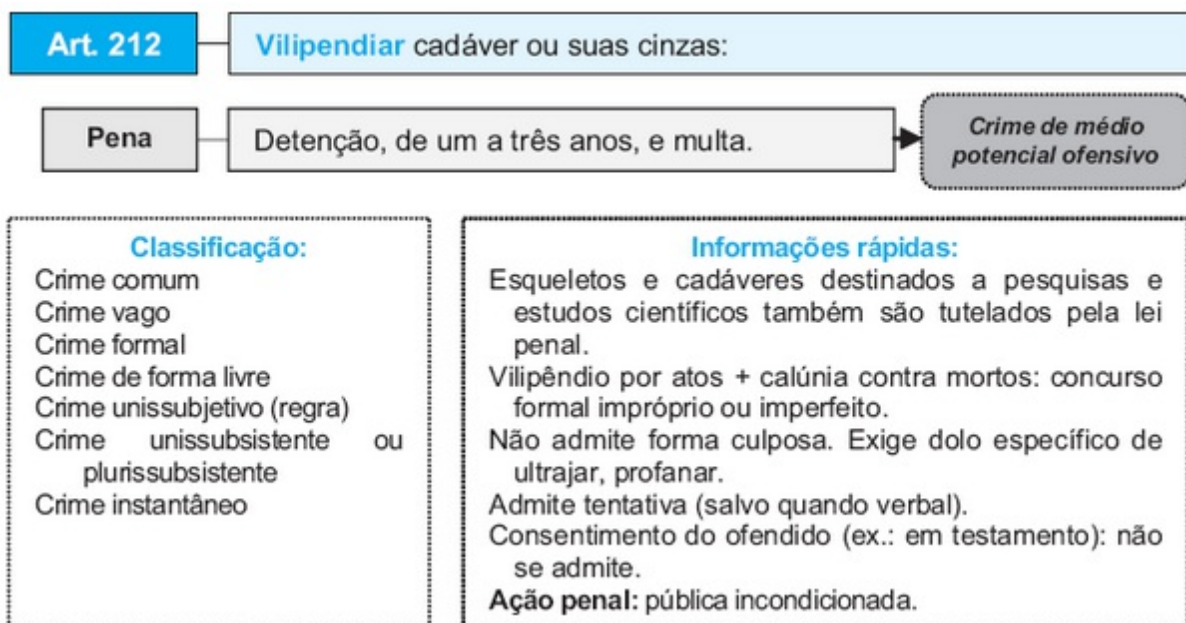 Art. 212
Vilipendiar cadáver ou suas cinzas:
Pena
Detenção, de um a três anos, e multa.
Crime de médio
potencial ofensivo
Classificação:
Crime comum
Crime vago
Crime formal
Crime de forma livre
Crime unissubjetivo (regra)
Crime unissubsistente ou
plurissubsistente
Crime instantâneo
Informações rápidas:
Esqueletos e cadáveres destinados a pesquisas e
estudos científicos também são tutelados pela lei
penal.
Vilipêndio por atos + calúnia contra mortos: concurso
formal impróprio ou imperfeito.
Não admite forma culposa. Exige dolo específico de
ultrajar, profanar.
Admite tentativa (salvo quando verbal).
Consentimento do ofendido (ex.: em testamento): não
se admite.
Ação penal: pública incondicionada.